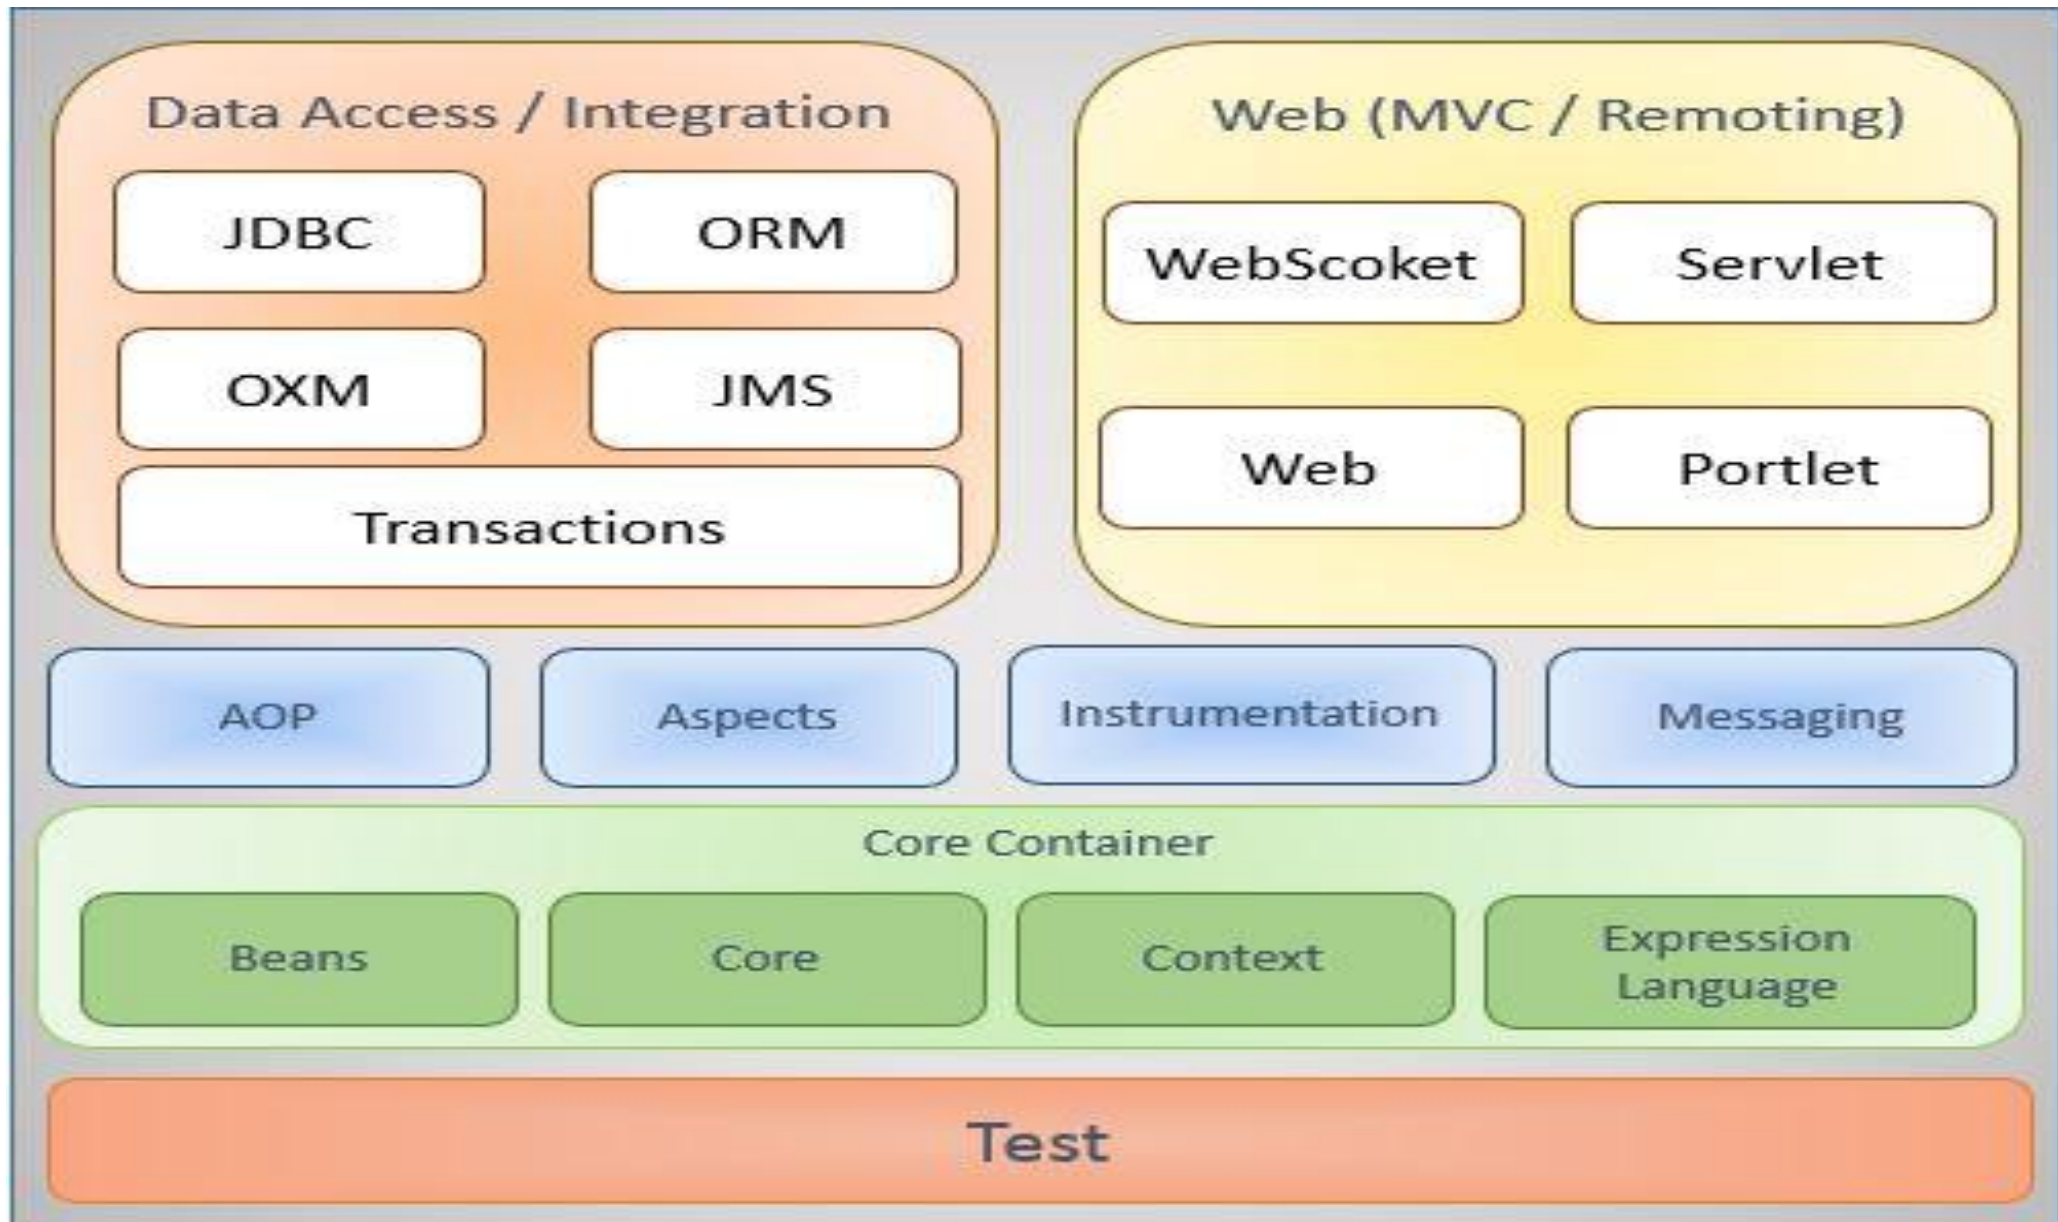 Data Access / Integration
JDBC
ORM
OXM
JMS
Transactions
Web (MVC / Remoting)
WebScoket
Servlet
Web
Portlet
AOP
Aspects
Instrumentation
Messaging
Core Container
Beans
Core
Context
Expression
Language
Test